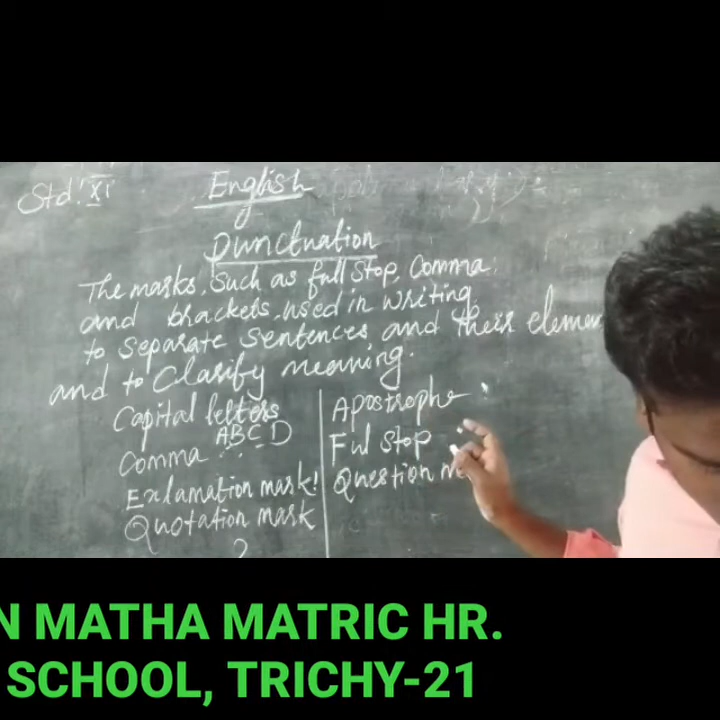 Std: XI
English
Punctuation
The marks, Such as full stop, Comma,
and brackets, used in writing
to separate sentences and their elemen
and to Clarify meaning.
Capital letters
ABCD
Comma , , ,
Exlamation mark!
Quotation mark
?
Apostrophe '
Ful stop
Question m
N MATHA MATRIC HR.
SCHOOL, TRICHY-21